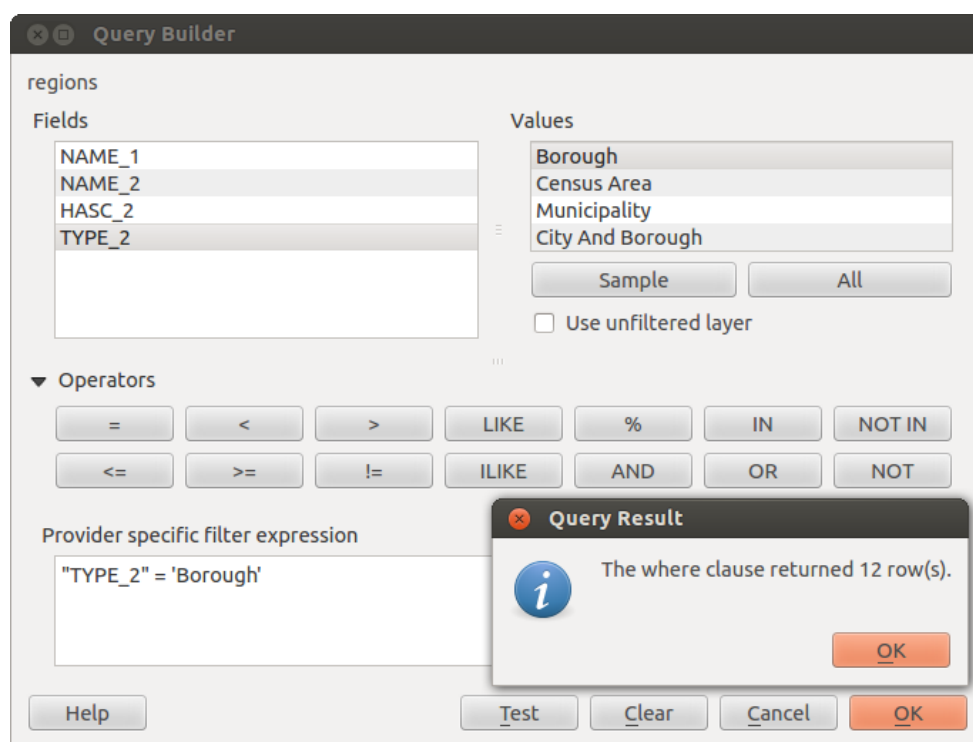 Query Builder
regions
Fields
Values
NAME_1
NAME_2
HASC_2
TYPE_2
Borough
Census Area
Municipality
City And Borough
Sample
All
Use unfiltered layer
Operators
= < > LIKE % IN NOT IN
<= >= != ILIKE AND OR NOT
Provider specific filter expression
"TYPE_2" = 'Borough'
Query Result
i
The where clause returned 12 row(s).
OK
Help Test Clear Cancel OK